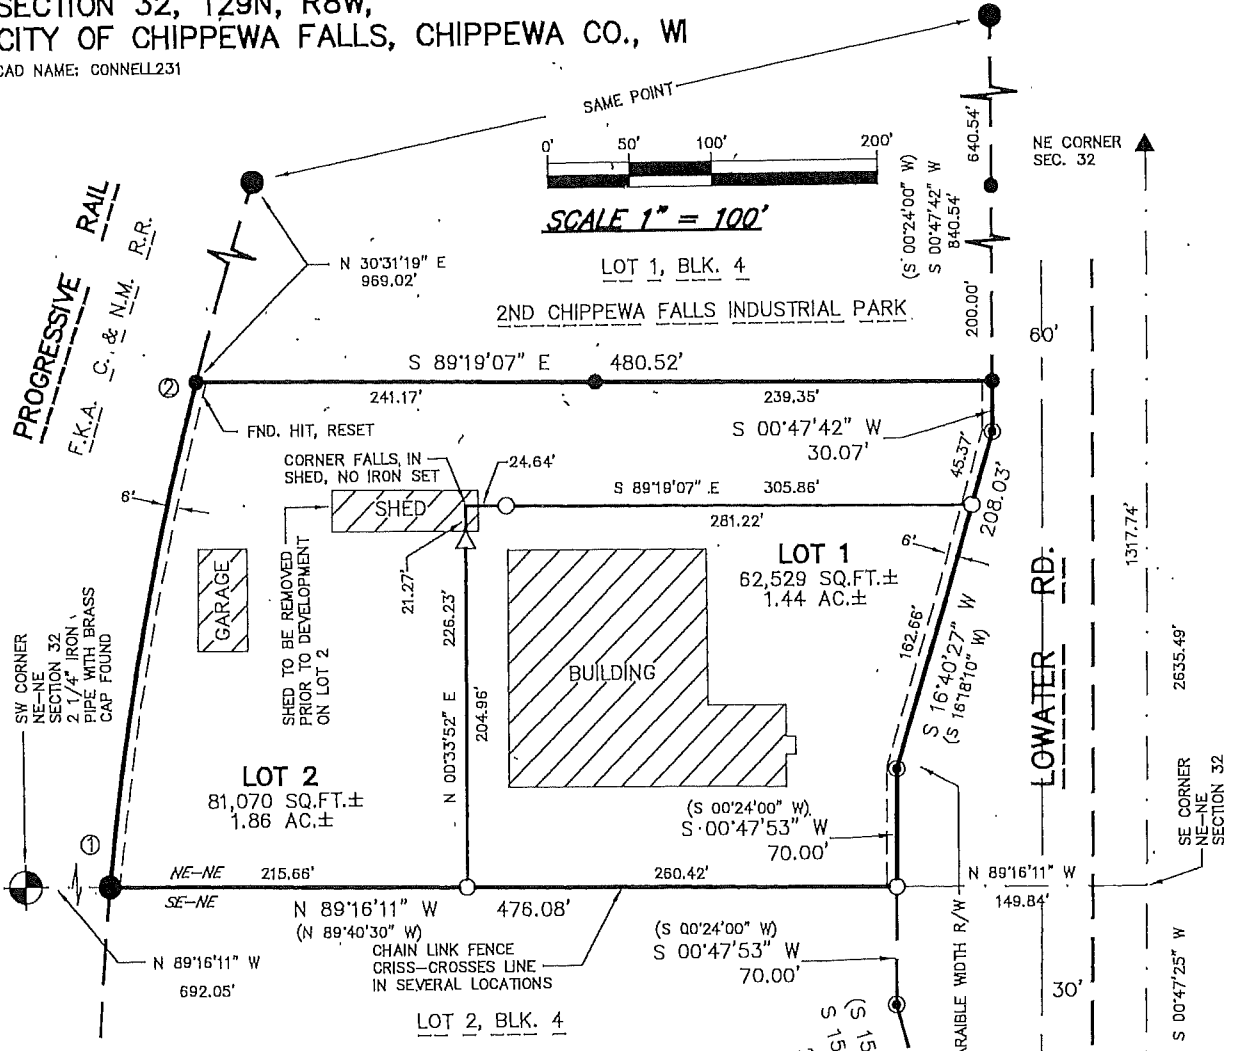 SECTION 32, T29N, R8W,
CITY OF CHIPPEWA FALLS, CHIPPEWA CO., WI
CAD NAME: CONNELL231
SAME POINT
0' 50' 100' 200'
SCALE 1" = 100'
LOT 1, BLK. 4
2ND CHIPPEWA FALLS INDUSTRIAL PARK
NE CORNER
SEC. 32
640.54'
(S 00°24'00" W)
S 00°47'42" W
840.54'
200.00'
60'
PROGRESSIVE RAIL
F.K.A. C. & N.M. R.R.
N 30°31'19" E
969.02'
S 89°19'07" E 480.52'
②
241.17'
239.35'
FND. HIT, RESET
S 00°47'42" W
30.07'
CORNER FALLS, IN
SHED, NO IRON SET
24.64'
45.37'
208.03'
6'
S 89°19'07" E 305.86'
281.22'
SHED
21.27'
6'
LOT 1
62,529 SQ.FT.±
1.44 AC.±
GARAGE
SHED TO BE REMOVED
PRIOR TO DEVELOPMENT
ON LOT 2
N 00°33'52" E 226.23'
204.96'
BUILDING
162.66'
S 16°40'27" W
(S 16°18'10" W)
LOWATER RD.
1317.74'
2635.49'
SW CORNER
NE-NE
SECTION 32
2 1/4" IRON
PIPE WITH BRASS
CAP FOUND
LOT 2
81,070 SQ.FT.±
1.86 AC.±
(S 00°24'00" W)
S 00°47'53" W
70.00'
SE CORNER
NE-NE
SECTION 32
①
NE-NE
SE-NE
215.66'
260.42'
N 89°16'11" W
149.84'
N 89°16'11" W 476.08'
(N 89°40'30" W)
CHAIN LINK FENCE
CRISS-CROSSES LINE
IN SEVERAL LOCATIONS
(S 00°24'00" W)
S 00°47'53" W
70.00'
N 89°16'11" W
692.05'
LOT 2, BLK. 4
S 15
(S 15
ARAIBLE WIDTH R/W
30'
S 00°47'25" W